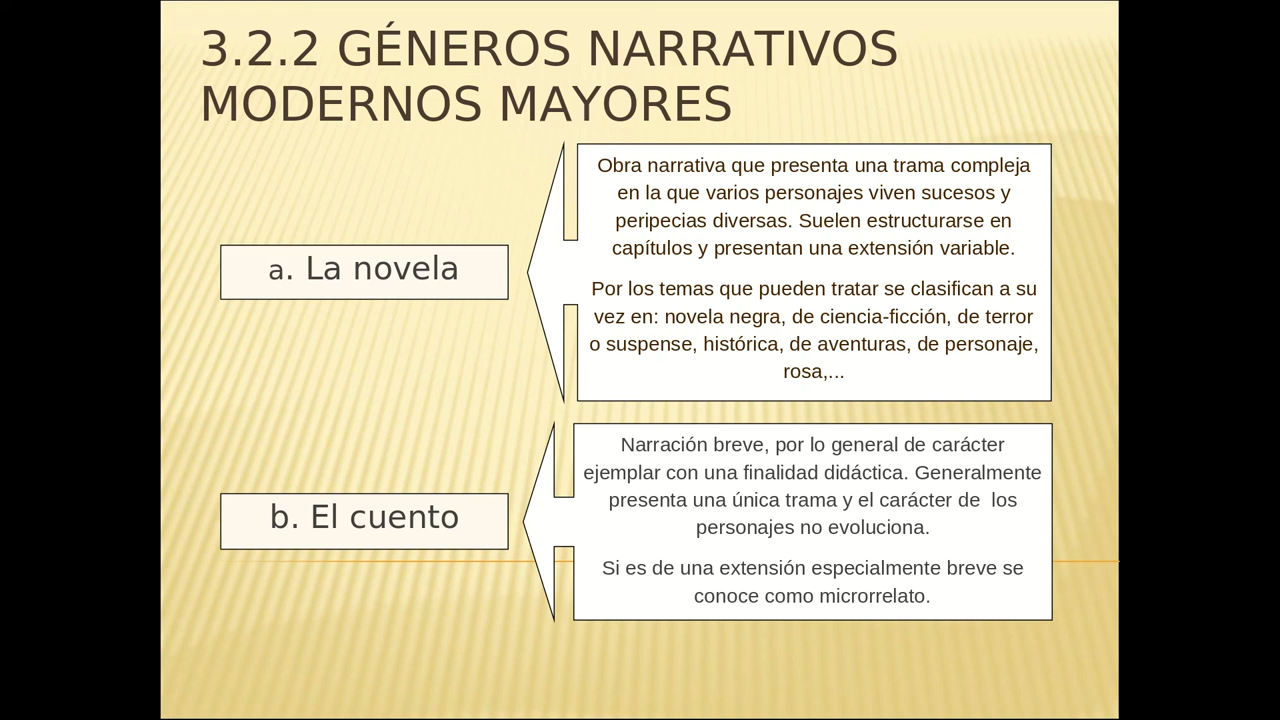 3.2.2 GÉNEROS NARRATIVOS
MODERNOS MAYORES
a. La novela
Obra narrativa que presenta una trama compleja
en la que varios personajes viven sucesos y
peripecias diversas. Suelen estructurarse en
capítulos y presentan una extensión variable.
Por los temas que pueden tratar se clasifican a su
vez en: novela negra, de ciencia-ficción, de terror
o suspense, histórica, de aventuras, de personaje,
rosa,...
b. El cuento
Narración breve, por lo general de carácter
ejemplar con una finalidad didáctica. Generalmente
presenta una única trama y el carácter de  los
personajes no evoluciona.
Si es de una extensión especialmente breve se
conoce como microrrelato.